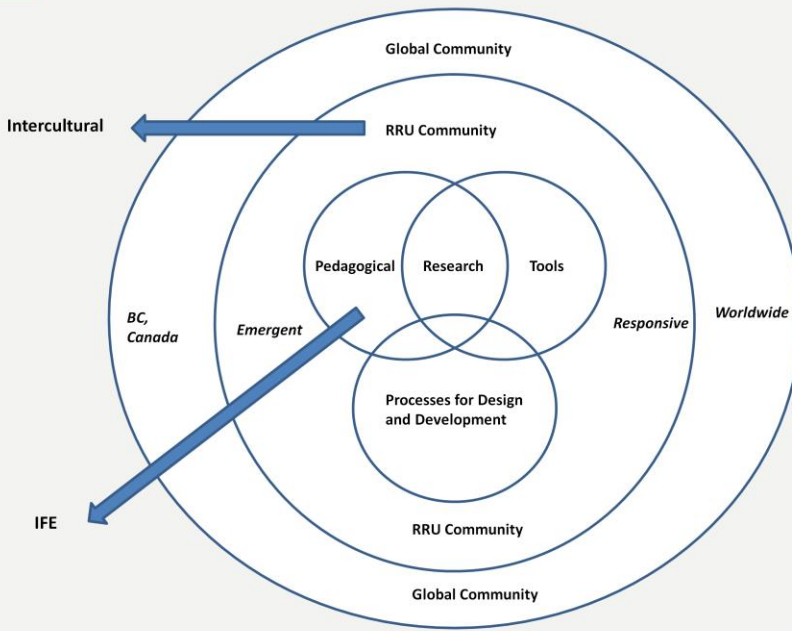 Global Community
Intercultural
RRU Community
Pedagogical
Research
Tools
BC,
Canada
Emergent
Responsive
Worldwide
Processes for Design
and Development
IFE
RRU Community
Global Community